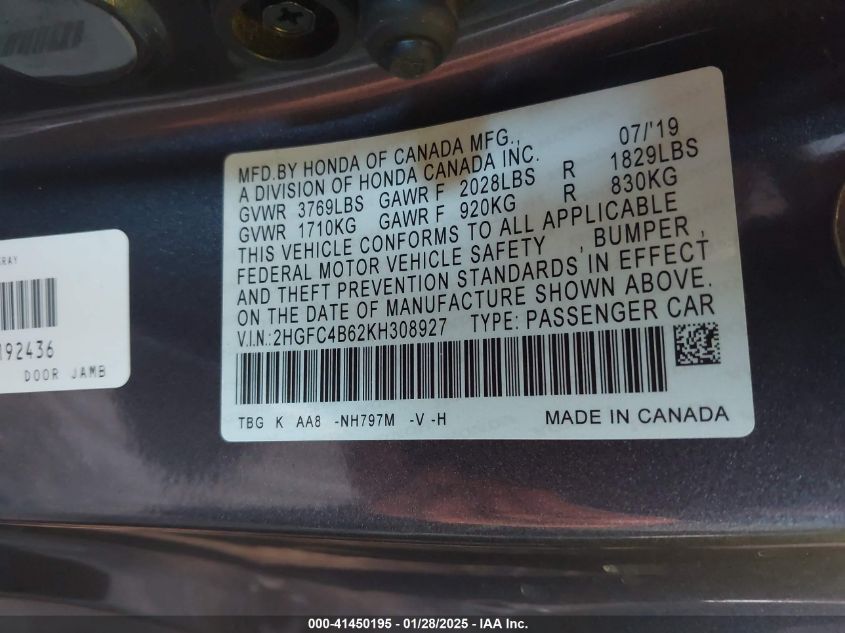 MFD.BY HONDA OF CANADA MFG., 07/'19
A DIVISION OF HONDA CANADA INC.
GVWR 3769LBS GAWR F 2028LBS R 1829LBS
GVWR 1710KG GAWR F 920KG R 830KG
THIS VEHICLE CONFORMS TO ALL APPLICABLE
FEDERAL MOTOR VEHICLE SAFETY , BUMPER ,
AND THEFT PREVENTION STANDARDS IN EFFECT
ON THE DATE OF MANUFACTURE SHOWN ABOVE.
V.I.N.:2HGFC4B62KH308927 TYPE: PASSENGER CAR
TBG K AA8 -NH797M -V -H MADE IN CANADA
192436
DOOR JAMB
000-41450195 - 01/28/2025 - IAA Inc.